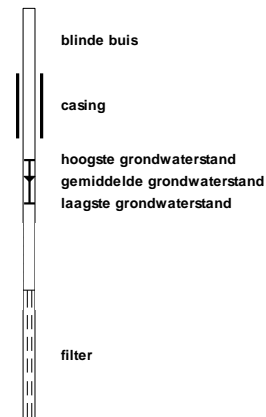 blinde buis
casing
hoogste grondwaterstand
gemiddelde grondwaterstand
laagste grondwaterstand
filter